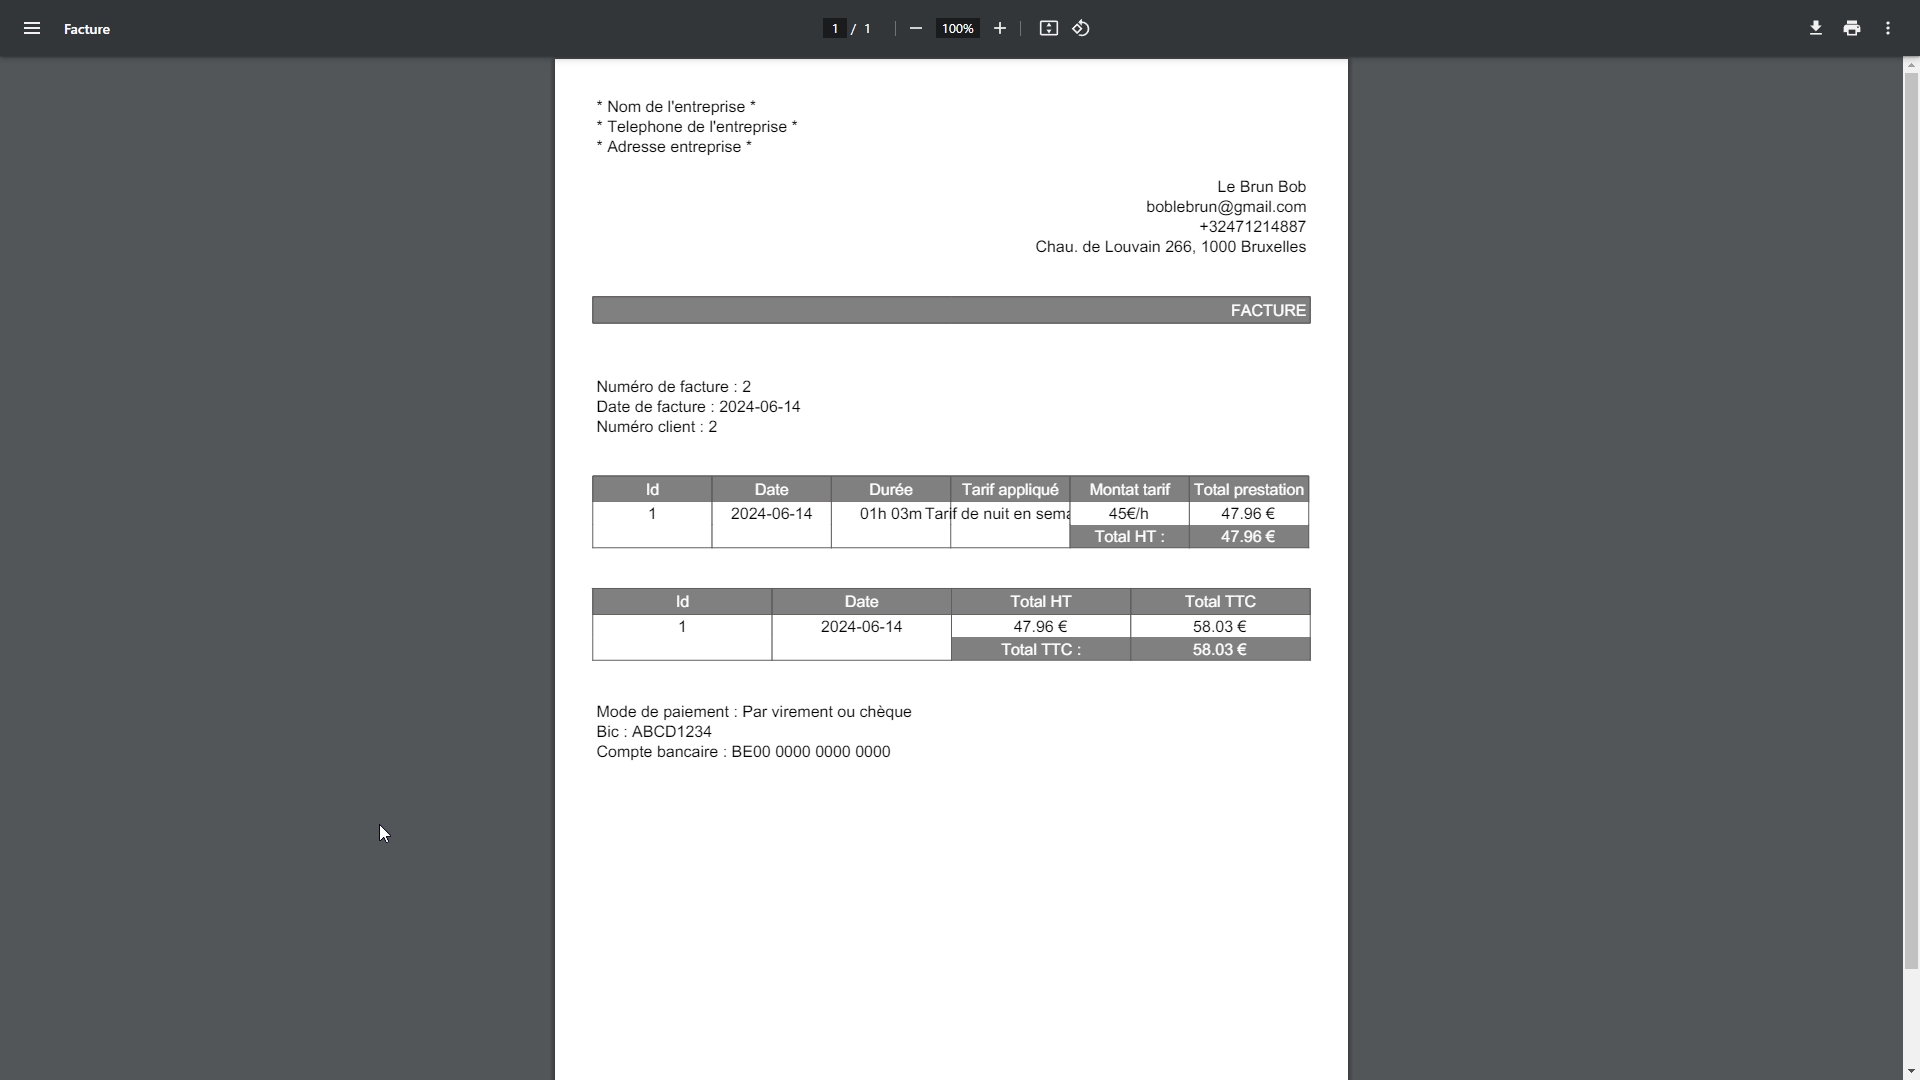 Facture
1 / 1
100%
* Nom de l'entreprise *
* Telephone de l'entreprise *
* Adresse entreprise *
Le Brun Bob
boblebrun@gmail.com
+32471214887
Chau. de Louvain 266, 1000 Bruxelles
FACTURE
Numéro de facture : 2
Date de facture : 2024-06-14
Numéro client : 2
Id Date Durée Tarif appliqué Montat tarif Total prestation
1 2024-06-14 01h 03m Tarif de nuit en sema 45€/h 47.96 €
Total HT : 47.96 €
Id Date Total HT Total TTC
1 2024-06-14 47.96 € 58.03 €
Total TTC : 58.03 €
Mode de paiement : Par virement ou chèque
Bic : ABCD1234
Compte bancaire : BE00 0000 0000 0000